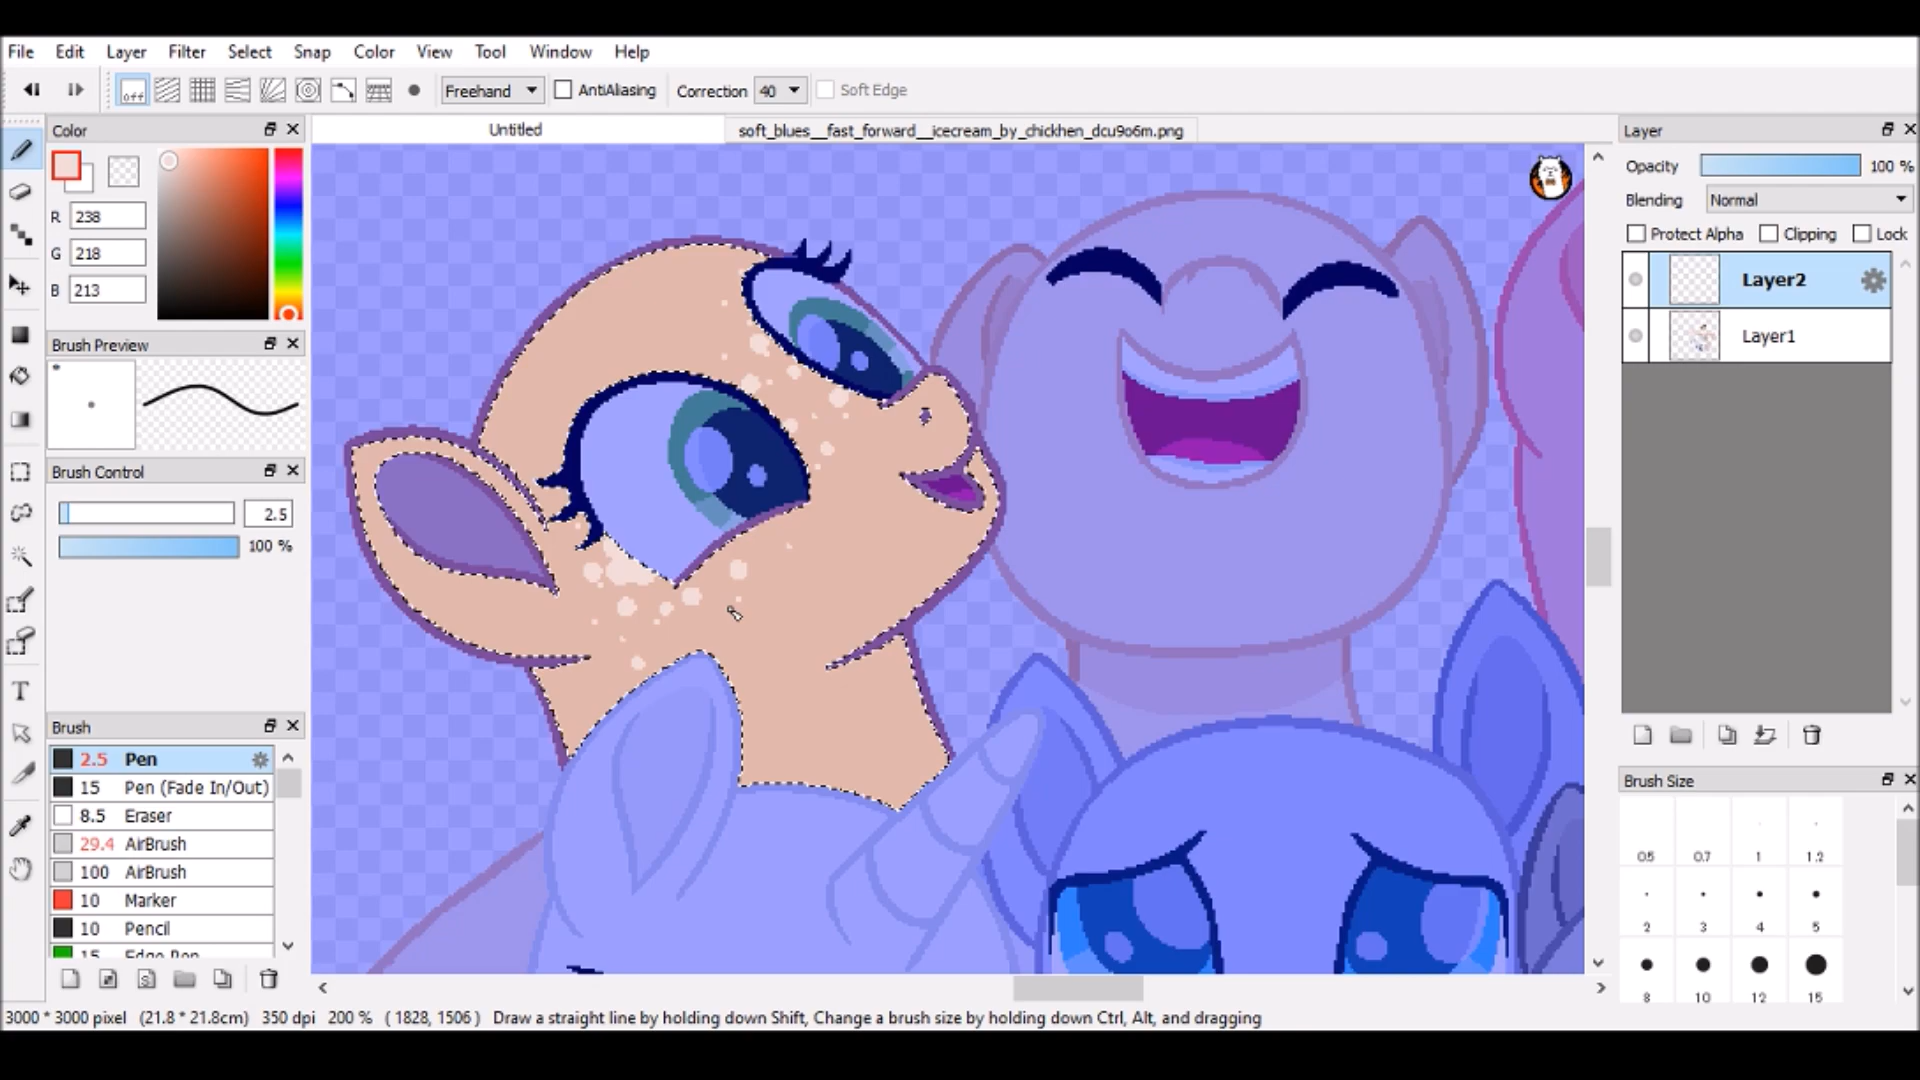 File Edit Layer Filter Select Snap Color View Tool Window Help
off Freehand AntiAliasing Correction 40 Soft Edge
Color
R 238
G 218
B 213
Brush Preview
Brush Control
2.5
100 %
Brush
2.5 Pen
15 Pen (Fade In/Out)
8.5 Eraser
29.4 AirBrush
100 AirBrush
10 Marker
10 Pencil
15 Edge Pen
Untitled soft_blues__fast_forward__icecream_by_chickhen_dcu9o6m.png
Layer
Opacity 100 %
Blending Normal
Protect Alpha Clipping Lock
Layer2
Layer1
Brush Size
0.5 0.7 1 1.2
2 3 4 5
8 10 12 15
3000 * 3000 pixel (21.8 * 21.8cm) 350 dpi 200 % ( 1828, 1506 ) Draw a straight line by holding down Shift, Change a brush size by holding down Ctrl, Alt, and dragging